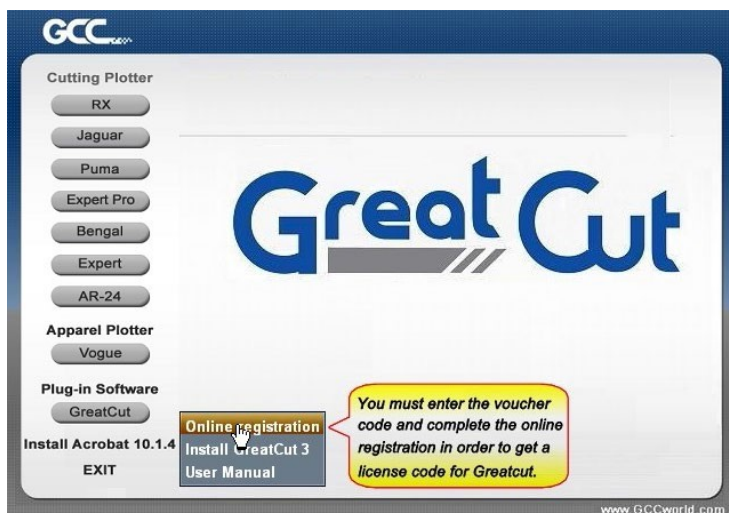 GCC
Cutting Plotter
RX
Jaguar
Puma
Expert Pro
Bengal
Expert
AR-24
Apparel Plotter
Vogue
Plug-in Software
GreatCut
Install Acrobat 10.1.4
EXIT
Great Cut
Online registration
Install GreatCut 3
User Manual
You must enter the voucher
code and complete the online
registration in order to get a
license code for Greatcut.
www.GCCworld.com